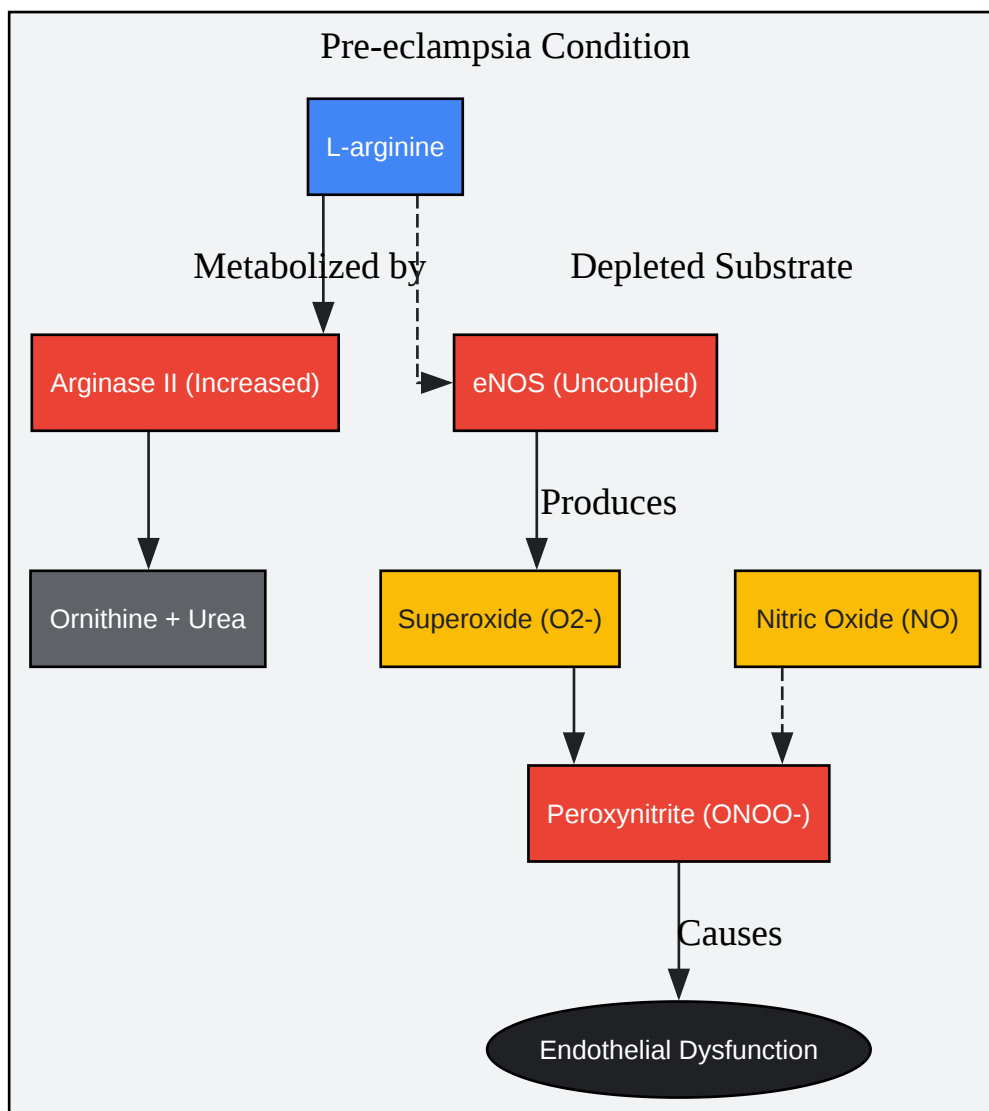 Pre-eclampsia Condition
L-arginine
Metabolized by
Depleted Substrate
Arginase II (Increased)
eNOS (Uncoupled)
Produces
Ornithine + Urea
Superoxide (O2-)
Nitric Oxide (NO)
Peroxynitrite (ONOO-)
Causes
Endothelial Dysfunction